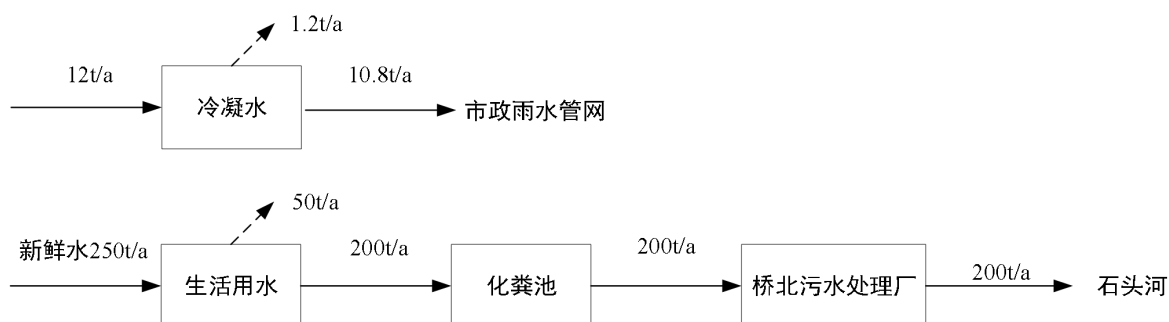 1.2t/a
12t/a
冷凝水
10.8t/a
市政雨水管网
50t/a
新鲜水250t/a
生活用水
200t/a
化粪池
200t/a
桥北污水处理厂
200t/a
石头河